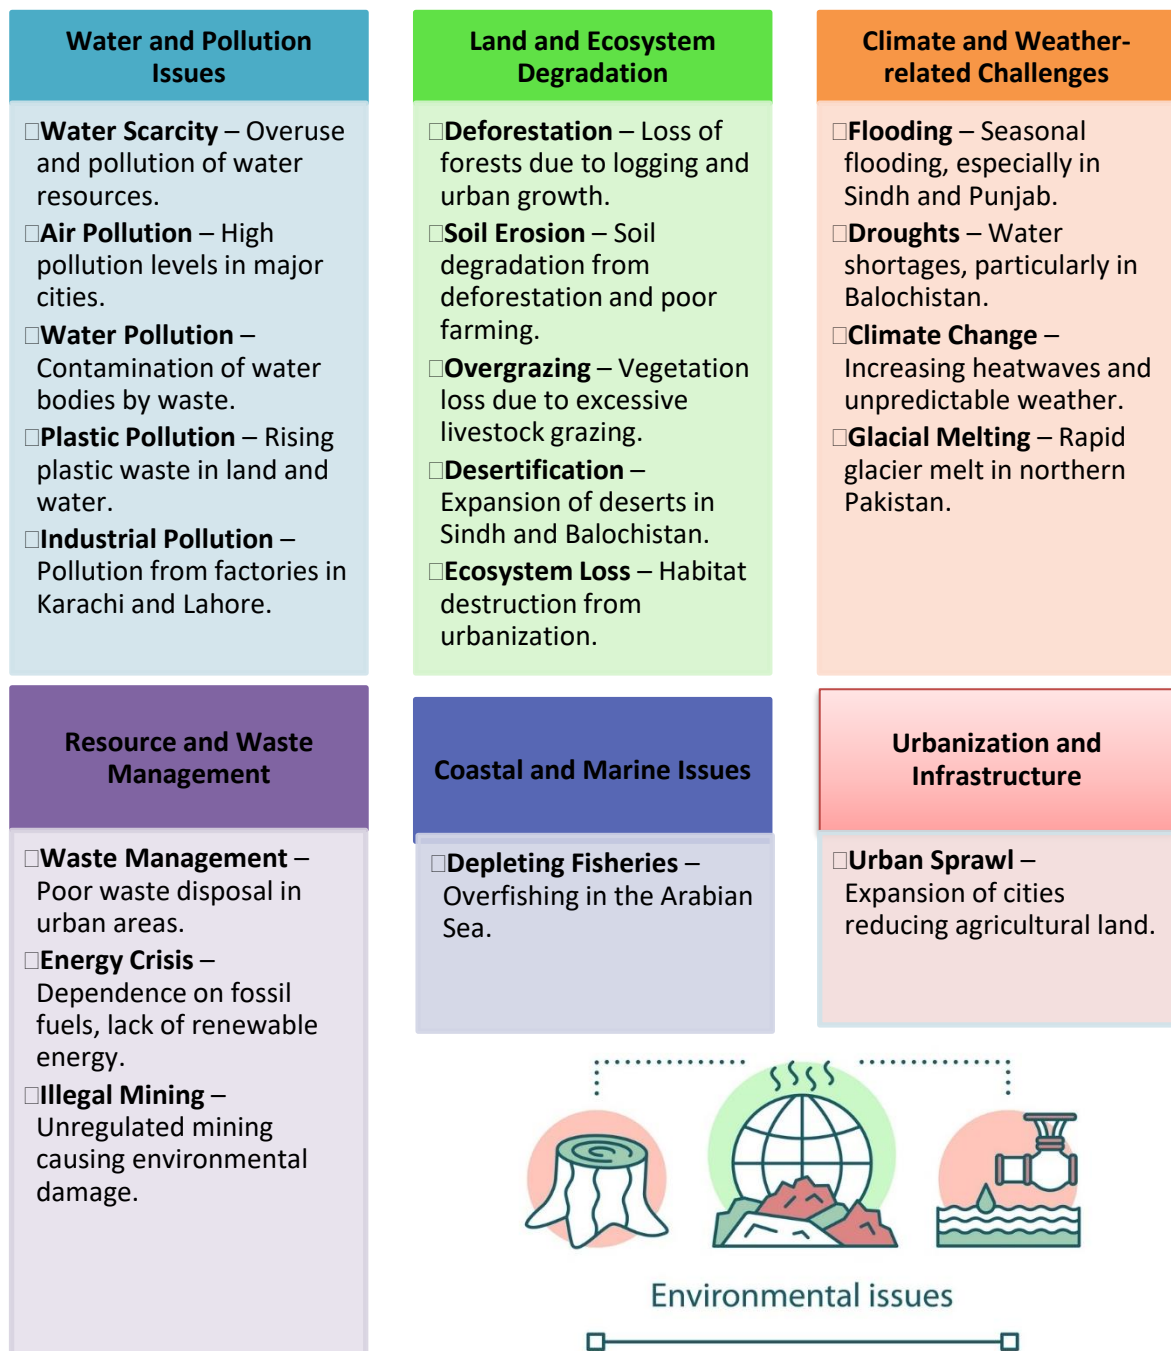 Water and Pollution
Issues
□Water Scarcity – Overuse
and pollution of water
resources.
□Air Pollution – High
pollution levels in major
cities.
□Water Pollution –
Contamination of water
bodies by waste.
□Plastic Pollution – Rising
plastic waste in land and
water.
□Industrial Pollution –
Pollution from factories in
Karachi and Lahore.
Land and Ecosystem
Degradation
□Deforestation – Loss of
forests due to logging and
urban growth.
□Soil Erosion – Soil
degradation from
deforestation and poor
farming.
□Overgrazing – Vegetation
loss due to excessive
livestock grazing.
□Desertification –
Expansion of deserts in
Sindh and Balochistan.
□Ecosystem Loss – Habitat
destruction from
urbanization.
Climate and Weather-
related Challenges
□Flooding – Seasonal
flooding, especially in
Sindh and Punjab.
□Droughts – Water
shortages, particularly in
Balochistan.
□Climate Change –
Increasing heatwaves and
unpredictable weather.
□Glacial Melting – Rapid
glacier melt in northern
Pakistan.
Resource and Waste
Management
□Waste Management –
Poor waste disposal in
urban areas.
□Energy Crisis –
Dependence on fossil
fuels, lack of renewable
energy.
□Illegal Mining –
Unregulated mining
causing environmental
damage.
Coastal and Marine Issues
□Depleting Fisheries –
Overfishing in the Arabian
Sea.
Urbanization and
Infrastructure
□Urban Sprawl –
Expansion of cities
reducing agricultural land.
Environmental issues